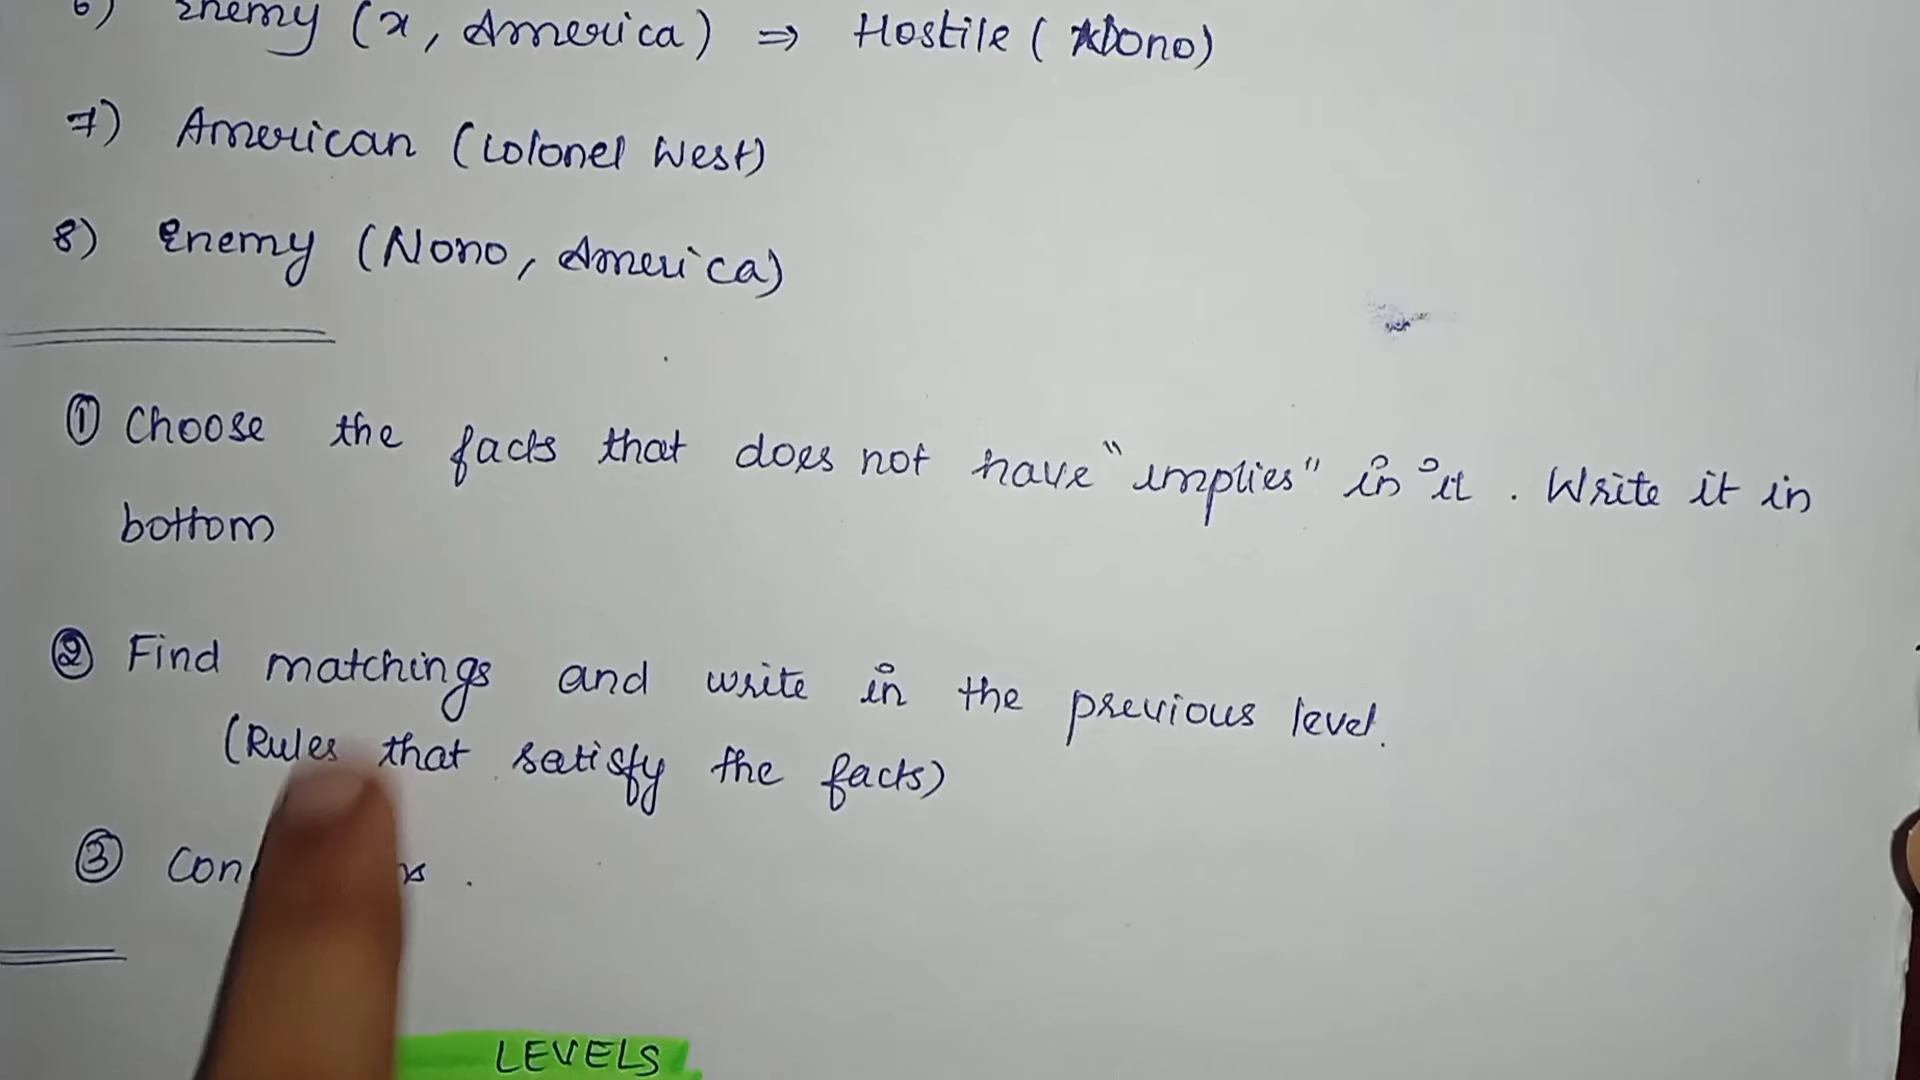 6) Enemy (x, America) ⇒ Hostile (
7) American (Colonel West)
8) Enemy (Nono, America)
① Choose the facts that does not have "implies" in it. Write it in
bottom
② Find matchings and write in the previous level.
(Rules that satisfy the facts)
③
LEVELS